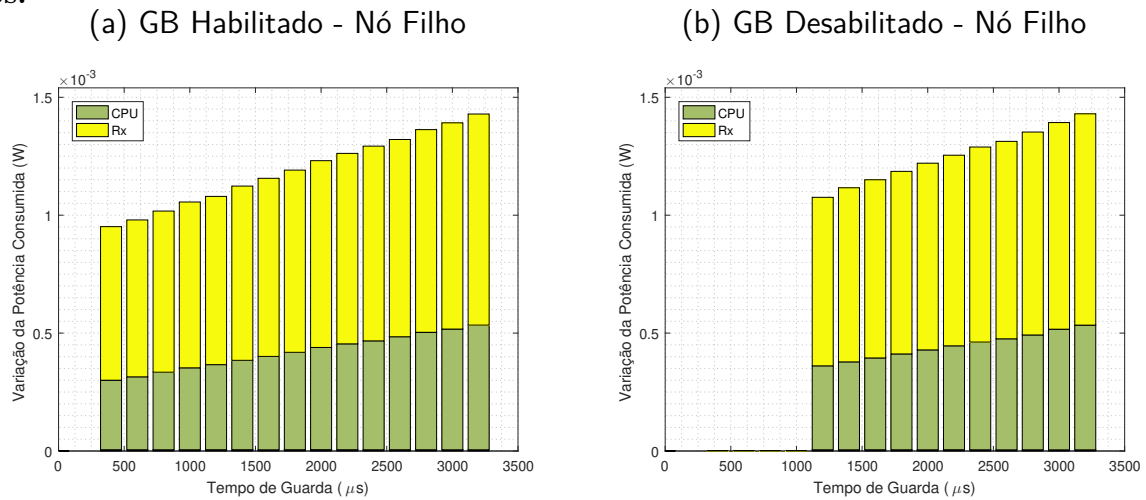 (a) GB Habilitado - Nó Filho
(b) GB Desabilitado - Nó Filho
×10-3
CPU
Rx
Variação da Potência Consumida (W)
1.5
1
0.5
0
0 500 1000 1500 2000 2500 3000 3500
Tempo de Guarda ( μs)
×10-3
CPU
Rx
Variação da Potência Consumida (W)
1.5
1
0.5
0
0 500 1000 1500 2000 2500 3000 3500
Tempo de Guarda ( μs)